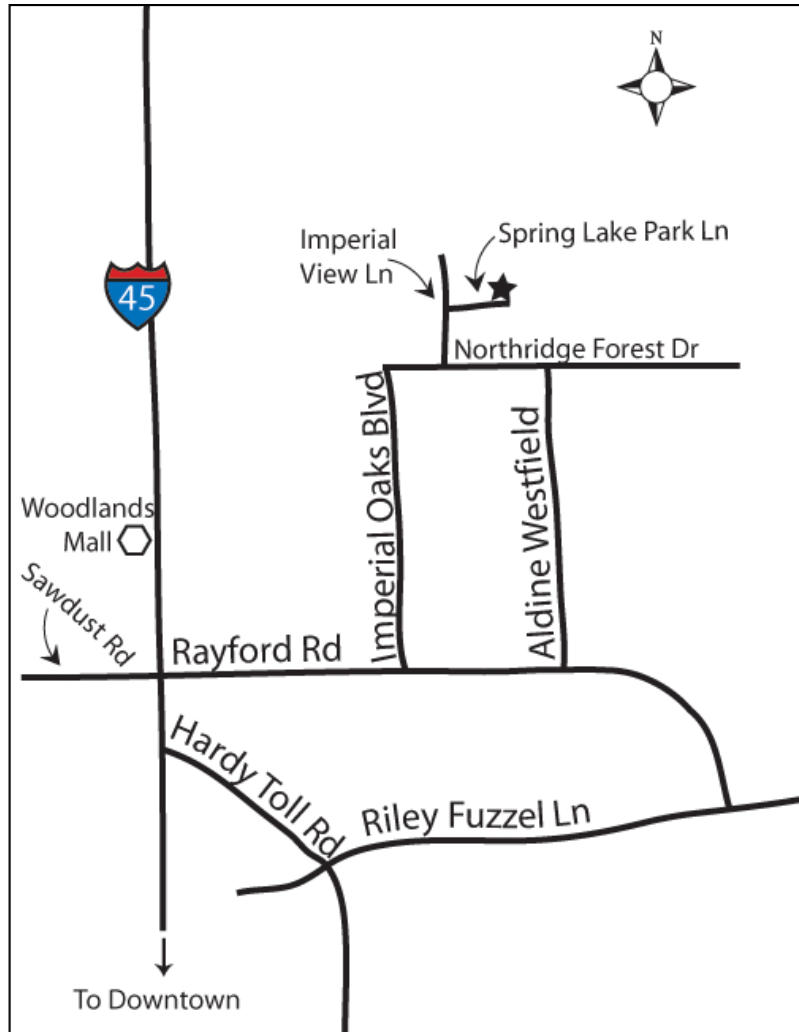 N
Imperial
View Ln
Spring Lake Park Ln
45
Northridge Forest Dr
Imperial Oaks Blvd
Aldine Westfield
Woodlands
Mall
Sawdust Rd
Rayford Rd
Hardy Toll Rd
Riley Fuzzel Ln
To Downtown